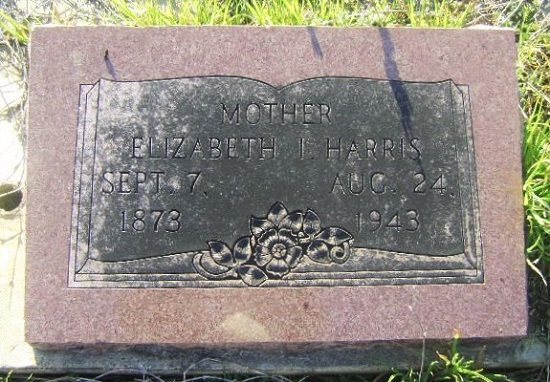 MOTHER
ELIZABETH I. HARRIS
SEPT. 7, AUG. 24,
1873 1943